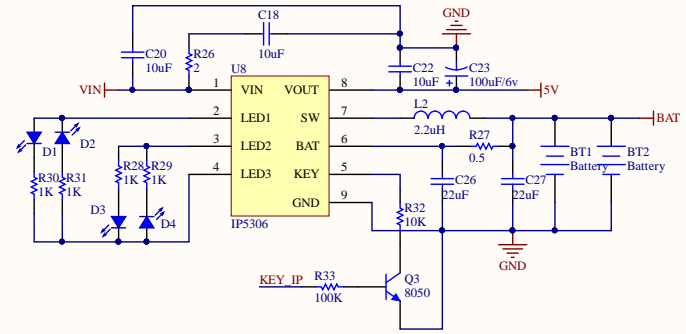 GND
C18
10uF
C20
10uF
R26
2
C22
10uF
C23
+
100uF/6v
U8
VIN
1
VIN
VOUT
8
5V
2
LED1
SW
7
L2
2.2uH
BAT
3
LED2
BAT
6
R27
0.5
4
LED3
KEY
5
GND
9
IP5306
D1
D2
R30
1K
R31
1K
R28
1K
R29
1K
D3
D4
C26
22uF
C27
22uF
BT1
Battery
BT2
Battery
R32
10K
GND
KEY_IP
R33
100K
Q3
8050